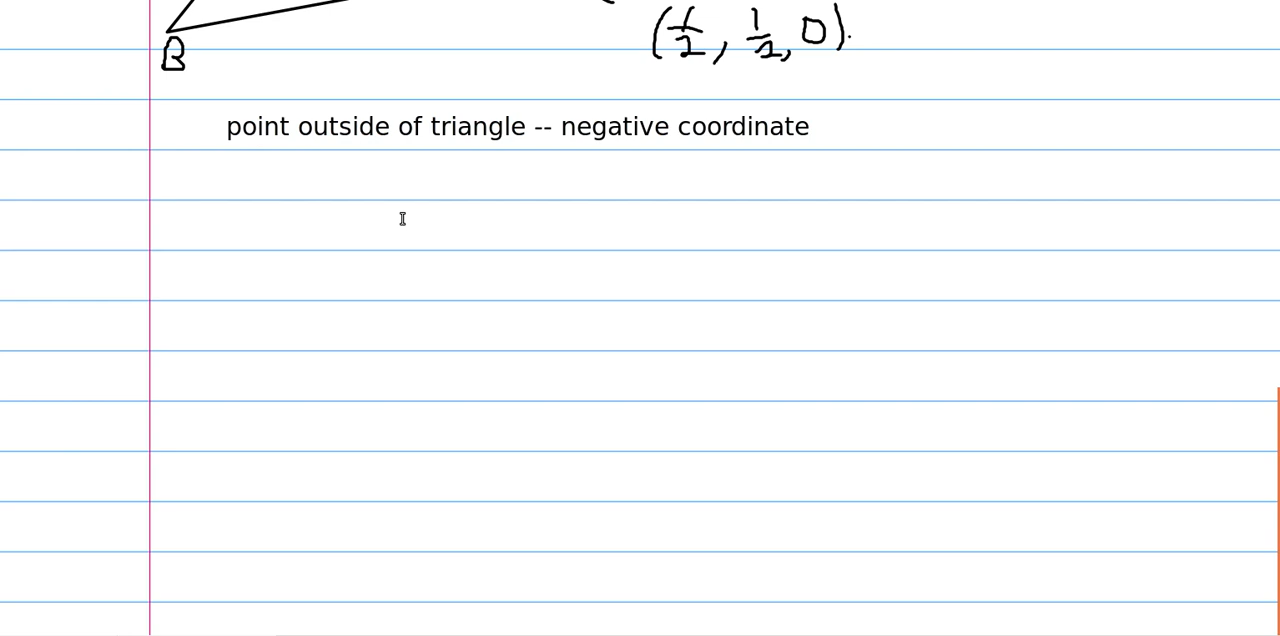 (1/2, 1/2, 0).
B
point outside of triangle -- negative coordinate